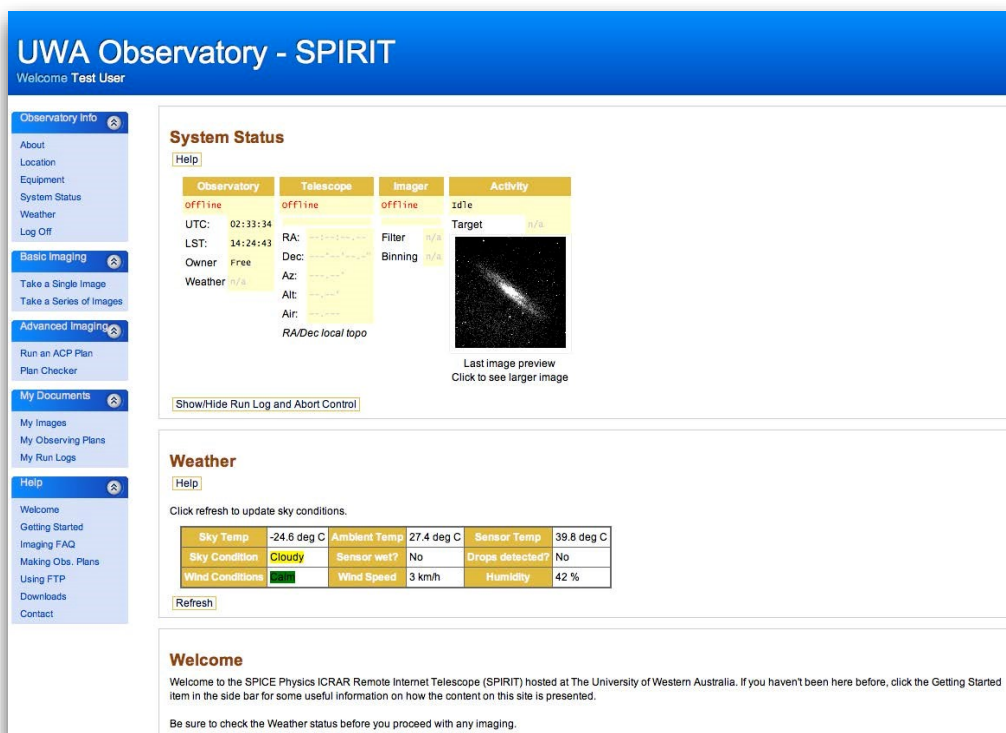 UWA Observatory - SPIRIT
Welcome Test User
Observatory Info
About
Location
Equipment
System Status
Weather
Log Off
Basic Imaging
Take a Single Image
Take a Series of Images
Advanced Imaging
Run an ACP Plan
Plan Checker
My Documents
My Images
My Observing Plans
My Run Logs
Help
Welcome
Getting Started
Imaging FAQ
Making Obs. Plans
Using FTP
Downloads
Contact
System Status
Help
Observatory Telescope Imager Activity
Offline Offline Offline Idle
UTC: 02:33:34
LST: 14:24:43
Owner Free
Weather n/a
RA: --:--:--.--
Dec: ---°--'--.-"
Az: ---.--°
Alt: --.--°
Air: --.---
RA/Dec local topo
Filter n/a
Binning n/a
Target n/a
Last image preview
Click to see larger image
Show/Hide Run Log and Abort Control
Weather
Help
Click refresh to update sky conditions.
Sky Temp -24.6 deg C Ambient Temp 27.4 deg C Sensor Temp 39.8 deg C
Sky Condition Cloudy Sensor wet? No Drops detected? No
Wind Conditions Calm Wind Speed 3 km/h Humidity 42 %
Refresh
Welcome
Welcome to the SPICE Physics ICRAR Remote Internet Telescope (SPIRIT) hosted at The University of Western Australia. If you haven't been here before, click the Getting Started
item in the side bar for some useful information on how the content on this site is presented.
Be sure to check the Weather status before you proceed with any imaging.